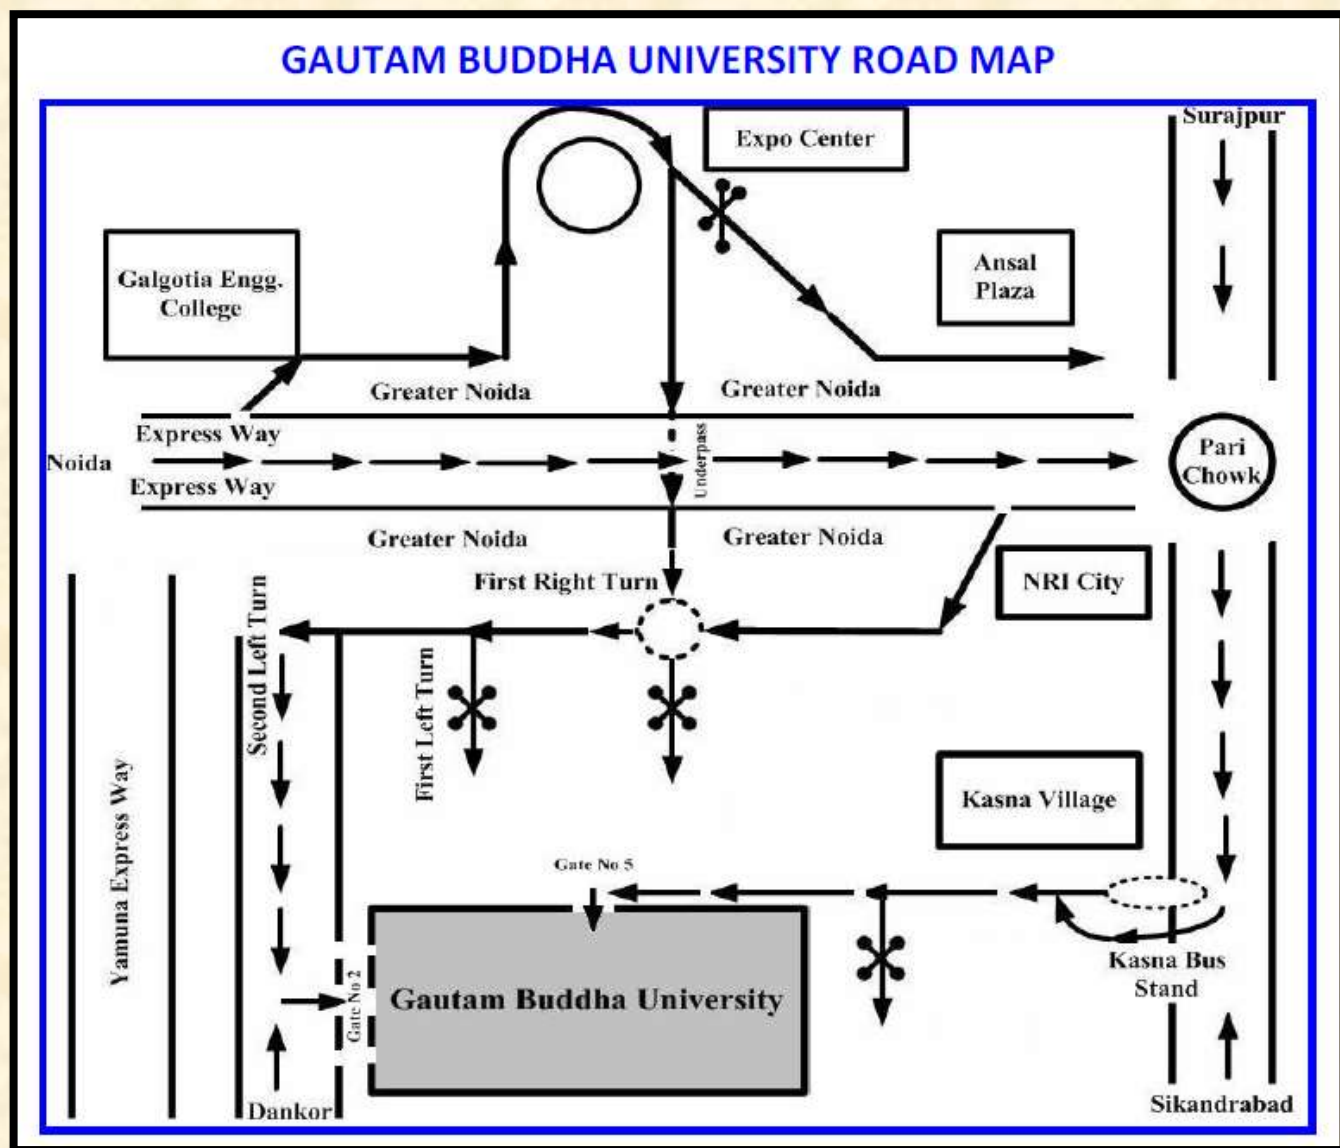 GAUTAM BUDDHA UNIVERSITY ROAD MAP
Surajpur
Expo Center
Galgotia Engg.
College
Ansal
Plaza
Greater Noida
Greater Noida
Express Way
Noida
Underpass
Pari
Chowk
Express Way
Greater Noida
Greater Noida
First Right Turn
NRI City
Second Left Turn
First Left Turn
Yamuna Express Way
Kasna Village
Gate No 5
Kasna Bus
Stand
Gate No 2
Gautam Buddha University
Dankor
Sikandrabad